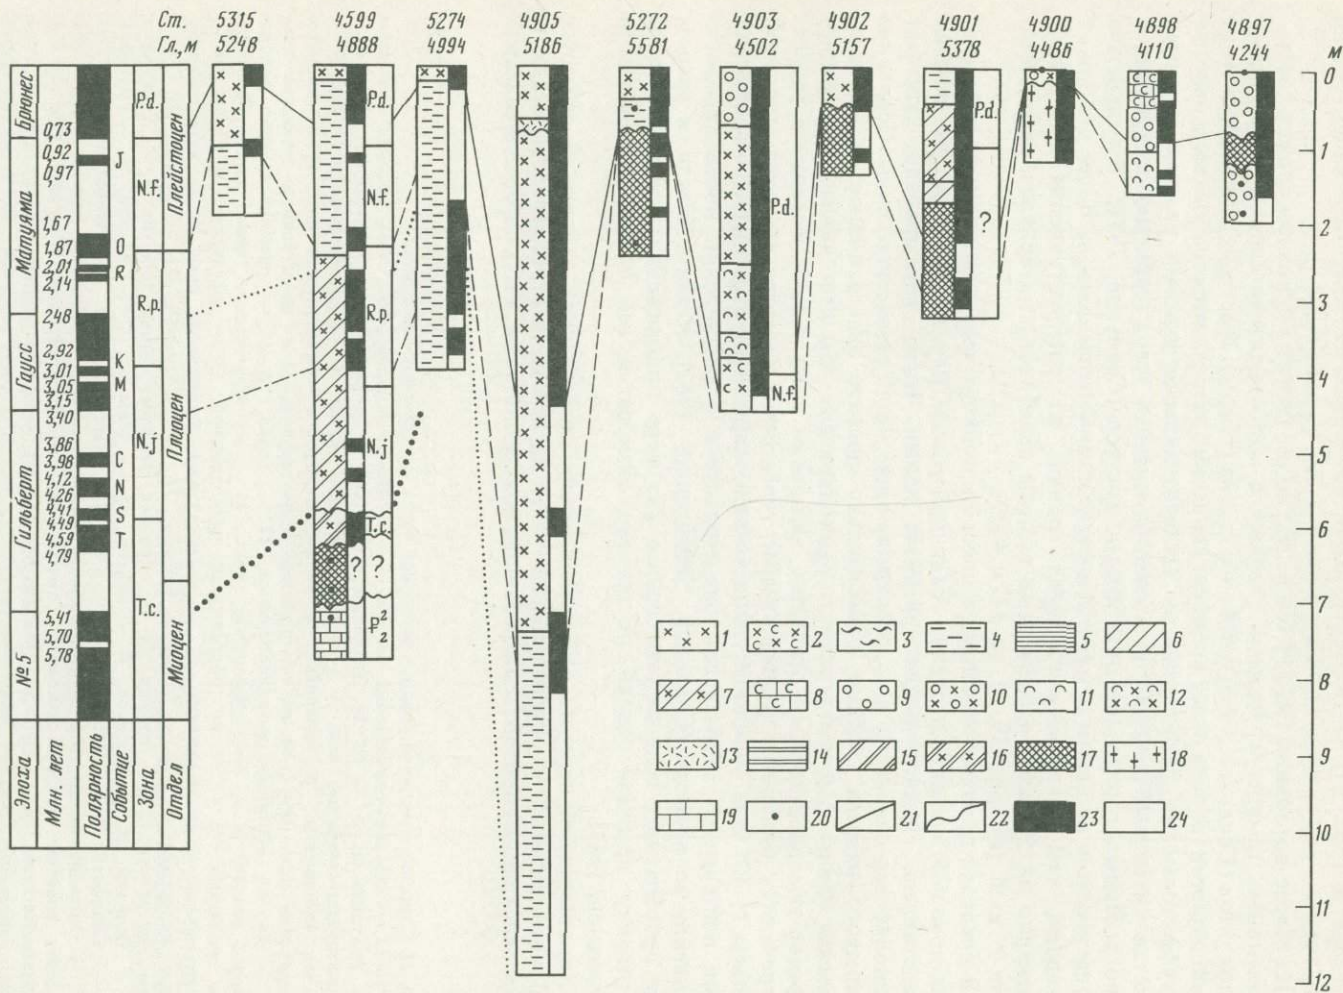 Ст. 5315 4599 5274 4905 5272 4903 4902 4901 4900 4898 4897
Гл., м 5248 4888 4994 5186 5581 4502 5157 5378 4486 4110 4244 м
Брюнес
Матуяма
Гаусс
Гильберт
№5
0,73
0,92
0,97
1,67
1,87
2,01
2,14
2,48
2,92
3,01
3,05
3,15
3,40
3,86
3,98
4,12
4,26
4,41
4,49
4,59
4,79
5,41
5,70
5,78
J
O
R
K
M
C
N
S
T
P.d.
N.f.
R.p.
N.j
T.c.
Плейстоцен
Плиоцен
Миоцен
Эпоха
Млн. лет
Полярность
Событие
Зона
Отдел
P.d.
N.f.
R.p.
N.j
T.c.
? ?
P 2 2
P.d.
N.f.
P.d.
?
0
1
2
3
4
5
6
7
8
9
10
11
12
1 2 3 4 5 6
7 8 9 10 11 12
13 14 15 16 17 18
19 20 21 22 23 24